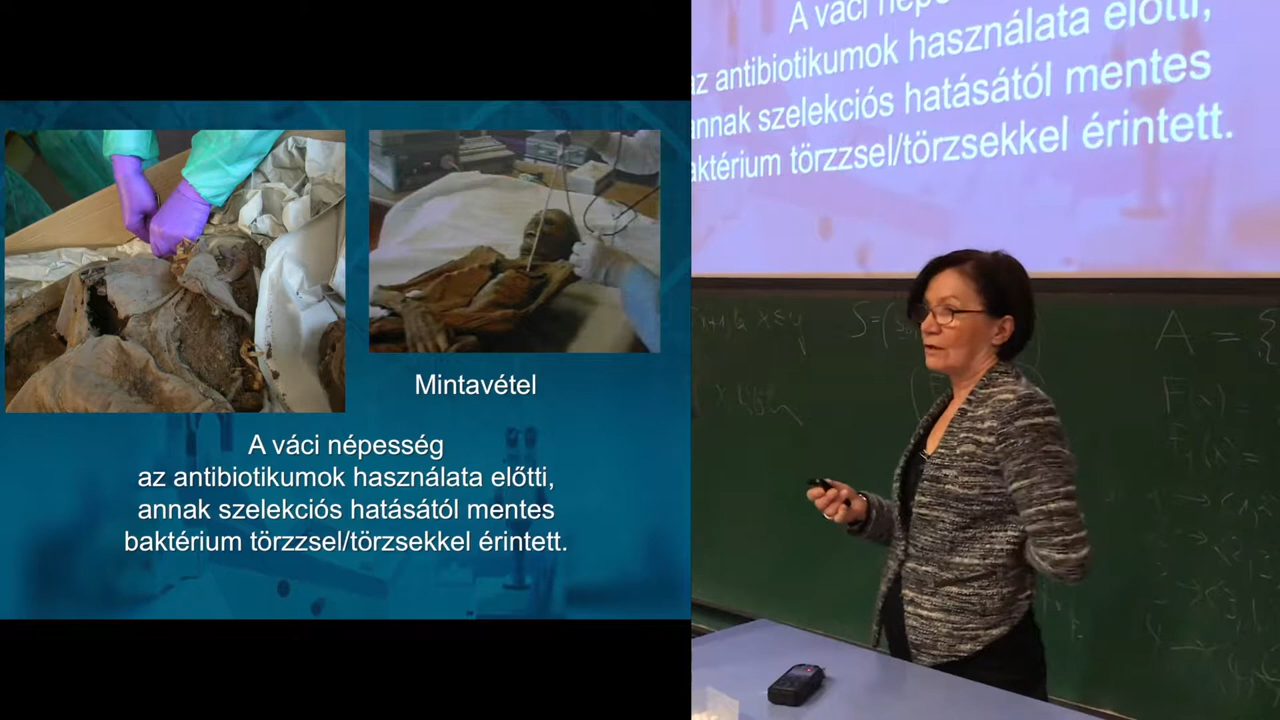 Mintavétel
A váci népesség
az antibiotikumok használata előtti,
annak szelekciós hatásától mentes
baktérium törzzsel/törzsekkel érintett.
A váci
az antibiotikumok használata előtti,
annak szelekciós hatásától mentes
baktérium törzzsel/törzsekkel érintett.
S = (
A = {
F(x) =